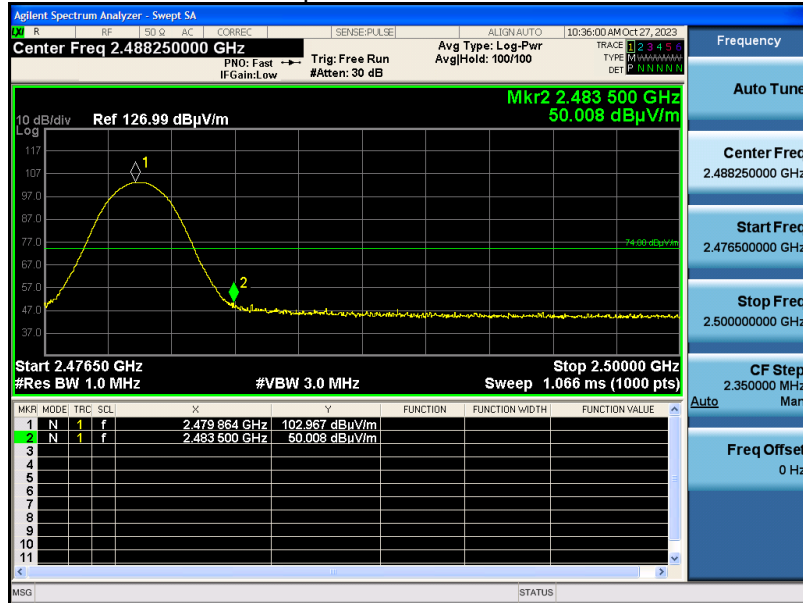 Agilent Spectrum Analyzer - Swept SA
LXI R RF 50 Ω AC CORREC SENSE:PULSE ALIGN AUTO 10:36:00 AM Oct 27, 2023
Center Freq 2.488250000 GHz
PNO: Fast
IFGain:Low
Trig: Free Run
#Atten: 30 dB
Avg Type: Log-Pwr
Avg|Hold: 100/100
TRACE 1 2 3 4 5 6
TYPE M
DET P N N N N N
Mkr2 2.483 500 GHz
50.008 dBµV/m
10 dB/div Ref 126.99 dBµV/m
Log
117
107
97.0
87.0
77.0
67.0
57.0
47.0
37.0
1
2
74.00 dBµV/m
Start 2.47650 GHz Stop 2.50000 GHz
#Res BW 1.0 MHz #VBW 3.0 MHz Sweep 1.066 ms (1000 pts)
MKR MODE TRC SCL X Y FUNCTION FUNCTION WIDTH FUNCTION VALUE
1 N 1 f 2.479 864 GHz 102.967 dBµV/m
2 N 1 f 2.483 500 GHz 50.008 dBµV/m
3
4
5
6
7
8
9
10
11
MSG STATUS
Frequency
Auto Tune
Center Freq
2.488250000 GHz
Start Freq
2.476500000 GHz
Stop Freq
2.500000000 GHz
CF Step
2.350000 MHz
Auto Man
Freq Offset
0 Hz